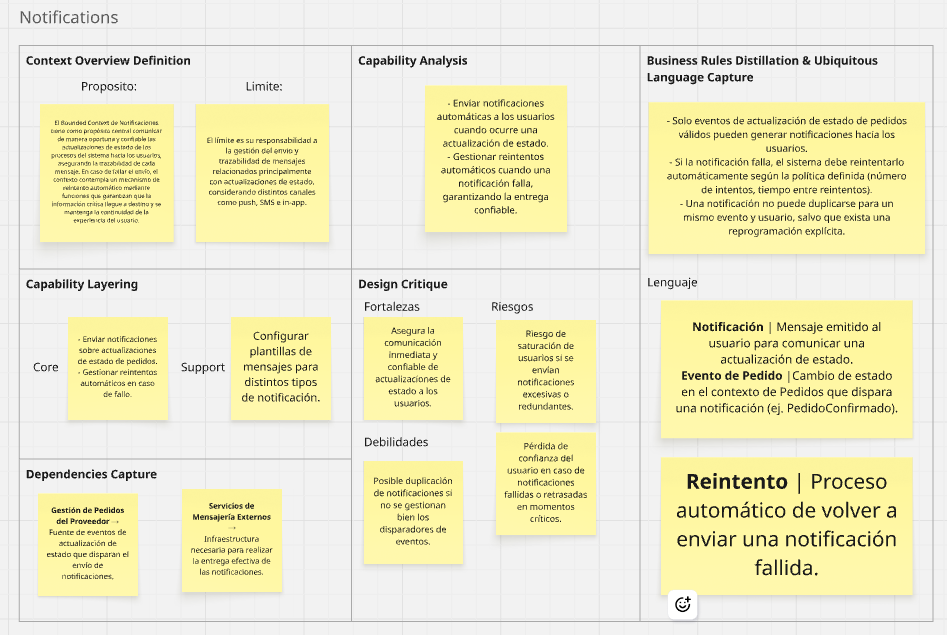 Notifications
Context Overview Definition
Proposito:
Limite:
El Bounded Context de Notificaciones
tiene como propósito central comunicar
de manera oportuna y confiable las
actualizaciones de estado de los
procesos del sistema hacia los usuarios,
asegurando la trazabilidad de cada
mensaje. En caso de fallar el envío, el
contexto contempla un mecanismo de
reintento automático mediante
funciones que garantizan que la
información crítica llegue a destino y se
mantenga la continuidad de la
experiencia del usuario.
El límite es su responsabilidad a
la gestión del envío y
trazabilidad de mensajes
relacionados principalmente
con actualizaciones de estado,
considerando distintos canales
como push, SMS e in-app.
Capability Analysis
- Enviar notificaciones
automáticas a los usuarios
cuando ocurre una
actualización de estado.
- Gestionar reintentos
automáticos cuando una
notificación falla,
garantizando la entrega
confiable.
Business Rules Distillation & Ubiquitous
Language Capture
- Solo eventos de actualización de estado de pedidos
válidos pueden generar notificaciones hacia los
usuarios.
- Si la notificación falla, el sistema debe reintentarlo
automáticamente según la política definida (número
de intentos, tiempo entre reintentos).
- Una notificación no puede duplicarse para un
mismo evento y usuario, salvo que exista una
reprogramación explícita.
Lenguaje
Notificación | Mensaje emitido al
usuario para comunicar una
actualización de estado.
Evento de Pedido |Cambio de estado
en el contexto de Pedidos que dispara
una notificación (ej. PedidoConfirmado).
Reintento | Proceso
automático de volver a
enviar una notificación
fallida.
Capability Layering
Core
- Enviar notificaciones
sobre actualizaciones
de estado de pedidos.
- Gestionar reintentos
automáticos en caso
de fallo.
Support
Configurar
plantillas de
mensajes para
distintos tipos
de notificación.
Design Critique
Fortalezas
Asegura la
comunicación
inmediata y
confiable de
actualizaciones de
estado a los
usuarios.
Riesgos
Riesgo de
saturación de
usuarios si se
envían
notificaciones
excesivas o
redundantes.
Debilidades
Posible duplicación
de notificaciones si
no se gestionan
bien los
disparadores de
eventos.
Pérdida de
confianza del
usuario en caso de
notificaciones
fallidas o retrasadas
en momentos
críticos.
Dependencies Capture
Gestión de Pedidos
del Proveedor →
Fuente de eventos de
actualización de
estado que disparan el
envío de
notificaciones.
Servicios de
Mensajería Externos
→
Infraestructura
necesaria para realizar
la entrega efectiva de
las notificaciones.